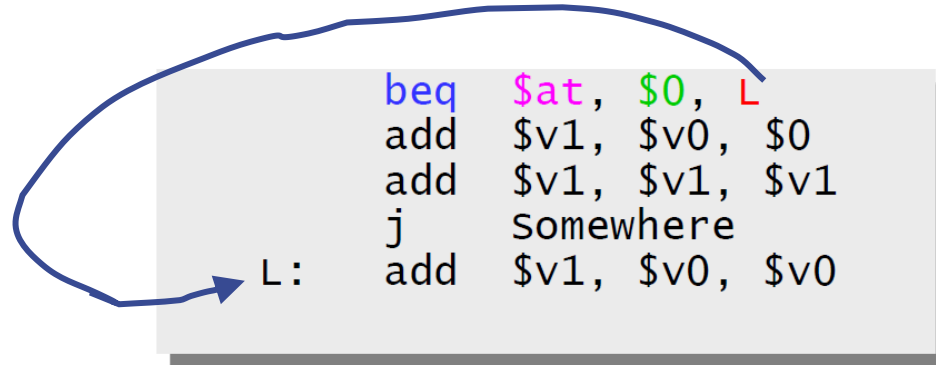 beq $at, $0, L
add $v1, $v0, $0
add $v1, $v1, $v1
j Somewhere
L: add $v1, $v0, $v0